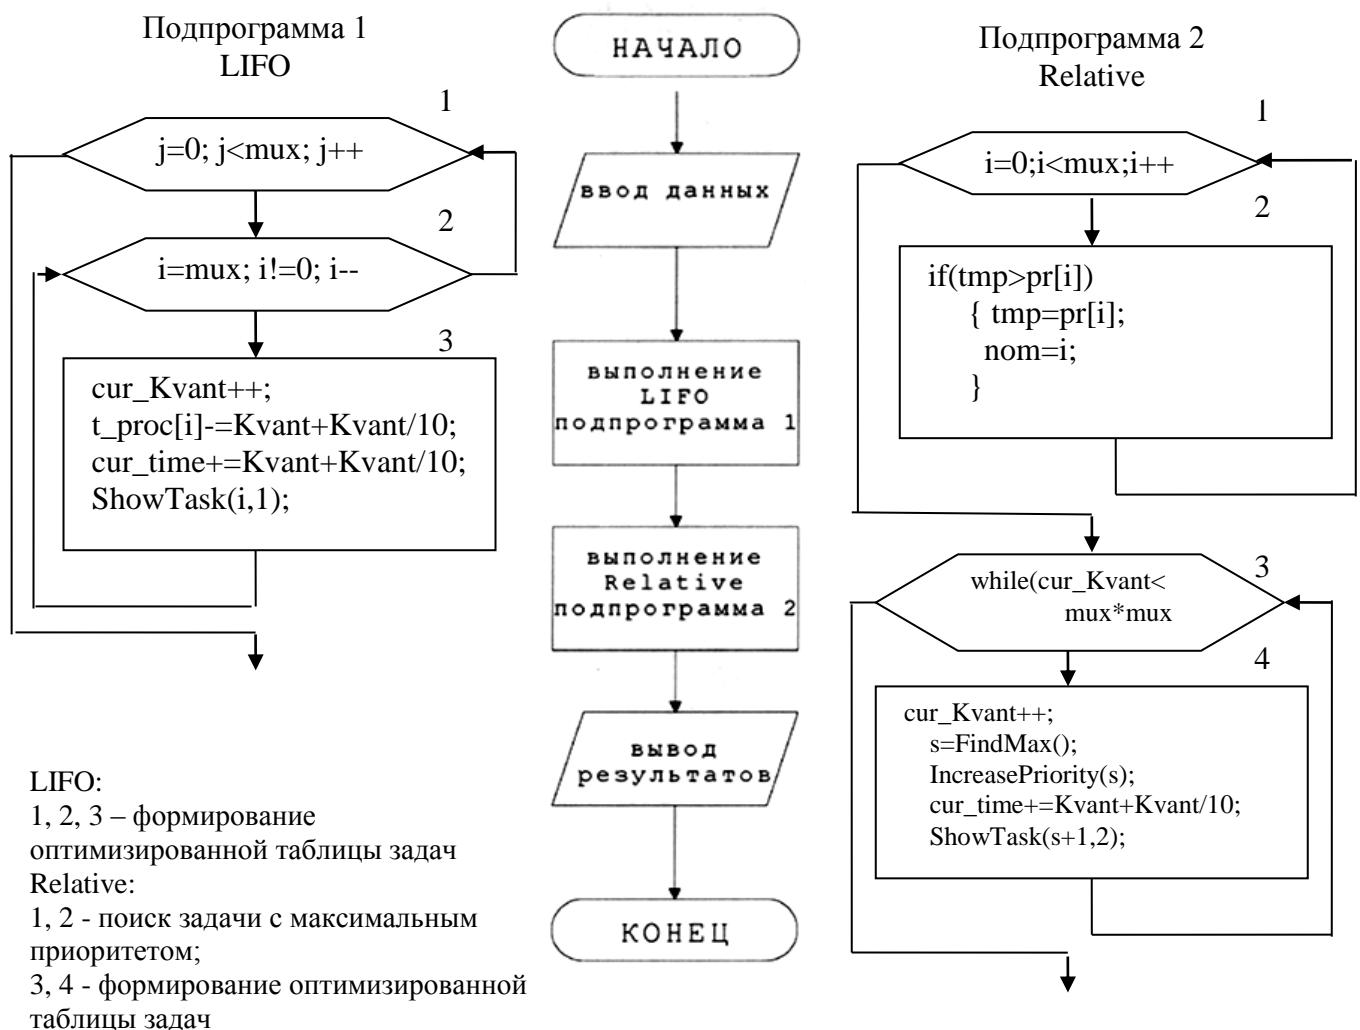 Подпрограмма 1
LIFO
1
j=0; j<mux; j++
2
i=mux; i!=0; i--
3
cur_Kvant++;
t_proc[i]-=Kvant+Kvant/10;
cur_time+=Kvant+Kvant/10;
ShowTask(i,1);
LIFO:
1, 2, 3 – формирование
оптимизированной таблицы задач
Relative:
1, 2 - поиск задачи с максимальным
приоритетом;
3, 4 - формирование оптимизированной
таблицы задач
НАЧАЛО
ввод данных
выполнение
LIFO
подпрограмма 1
выполнение
Relative
подпрограмма 2
вывод
результатов
КОНЕЦ
Подпрограмма 2
Relative
1
i=0;i<mux;i++
2
if(tmp>pr[i])
{ tmp=pr[i];
nom=i;
}
3
while(cur_Kvant<
mux*mux
4
cur_Kvant++;
s=FindMax();
IncreasePriority(s);
cur_time+=Kvant+Kvant/10;
ShowTask(s+1,2);